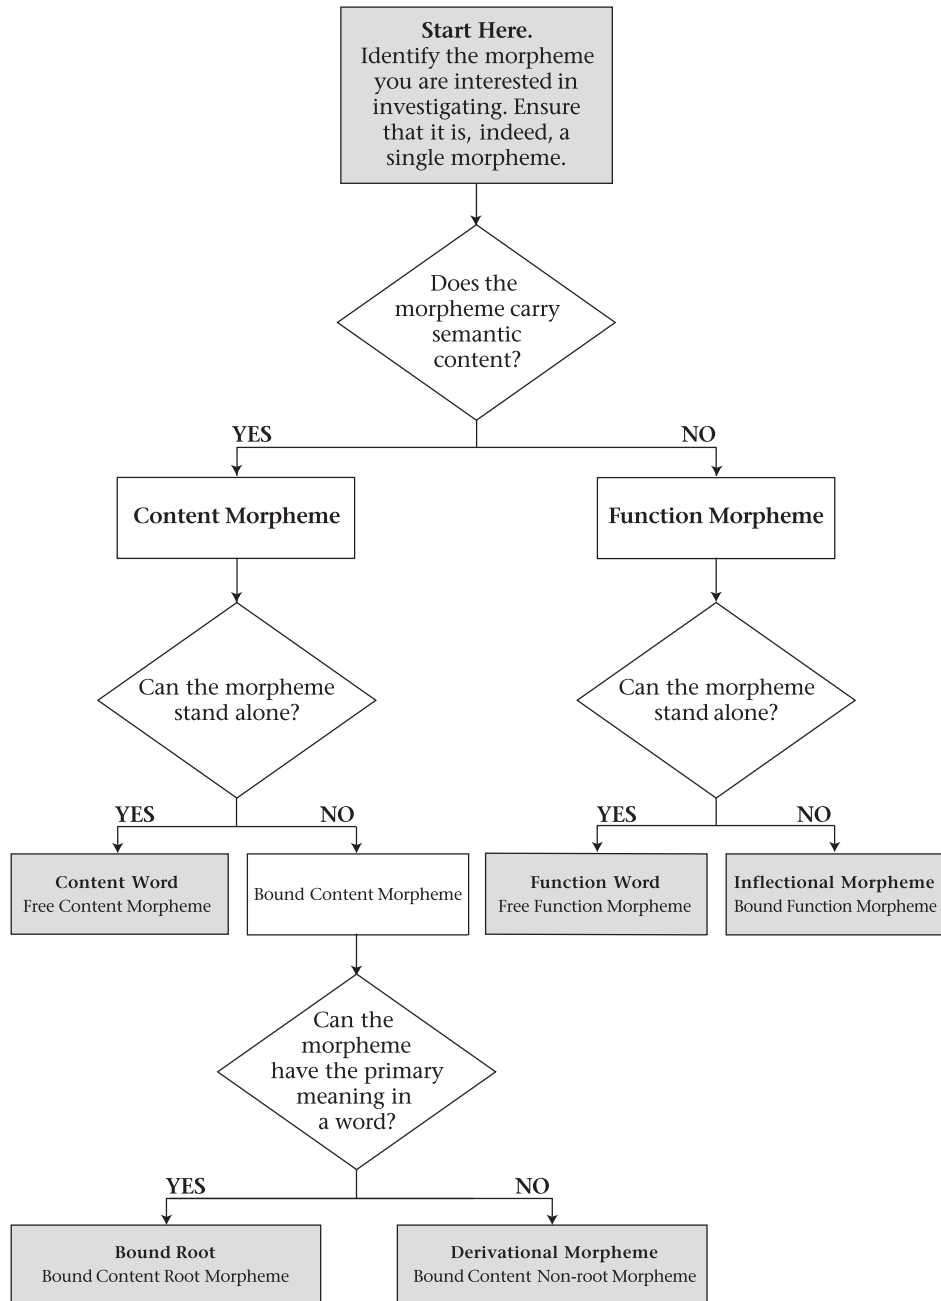 Start Here.
Identify the morpheme
you are interested in
investigating. Ensure
that it is, indeed, a
single morpheme.
Does the
morpheme carry
semantic
content?
YES
NO
Content Morpheme
Function Morpheme
Can the morpheme
stand alone?
Can the morpheme
stand alone?
YES
NO
YES
NO
Content Word
Free Content Morpheme
Bound Content Morpheme
Function Word
Free Function Morpheme
Inflectional Morpheme
Bound Function Morpheme
Can the
morpheme
have the primary
meaning in
a word?
YES
NO
Bound Root
Bound Content Root Morpheme
Derivational Morpheme
Bound Content Non-root Morpheme